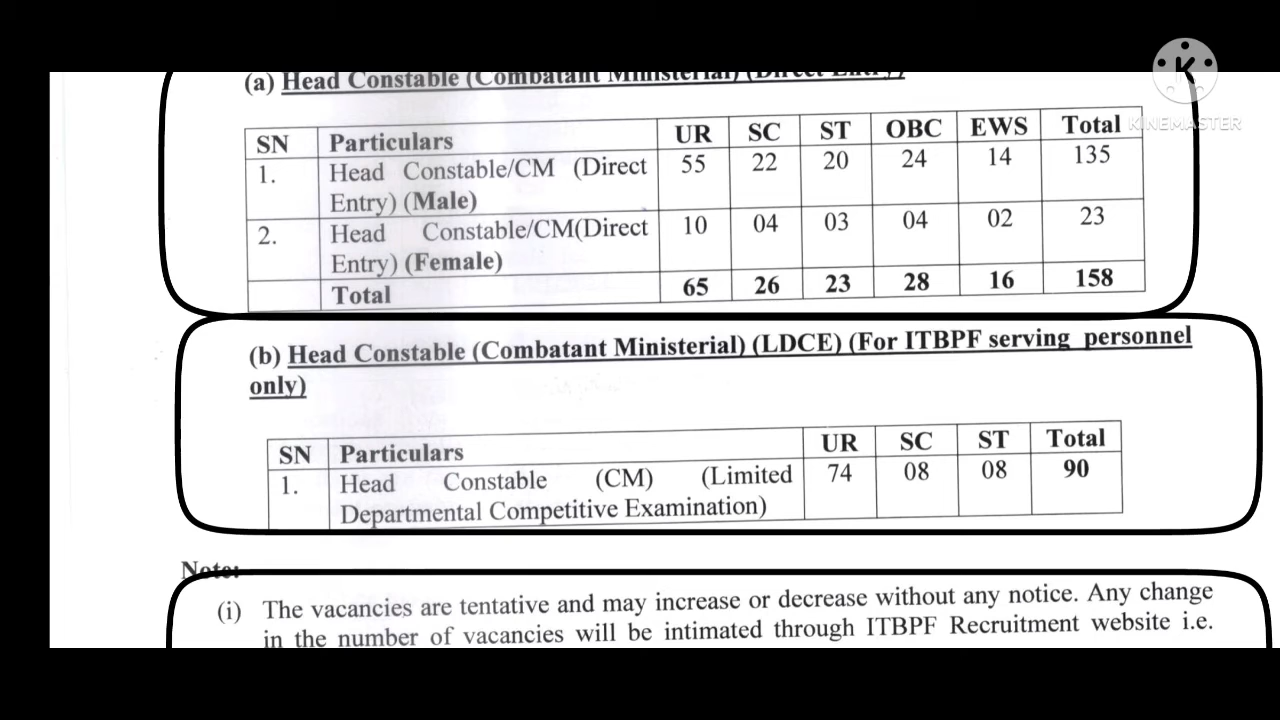 (a) Head Constable (Combatant Ministerial) (Direct Entry)
KINEMASTER
SN Particulars UR SC ST OBC EWS Total
1. Head Constable/CM (Direct 55 22 20 24 14 135
Entry) (Male)
2. Head Constable/CM(Direct 10 04 03 04 02 23
Entry) (Female)
Total 65 26 23 28 16 158
(b) Head Constable (Combatant Ministerial) (LDCE) (For ITBPF serving personnel
only)
SN Particulars UR SC ST Total
1. Head Constable (CM) (Limited 74 08 08 90
Departmental Competitive Examination)
Note:
(i) The vacancies are tentative and may increase or decrease without any notice. Any change
in the number of vacancies will be intimated through ITBPF Recruitment website i.e.